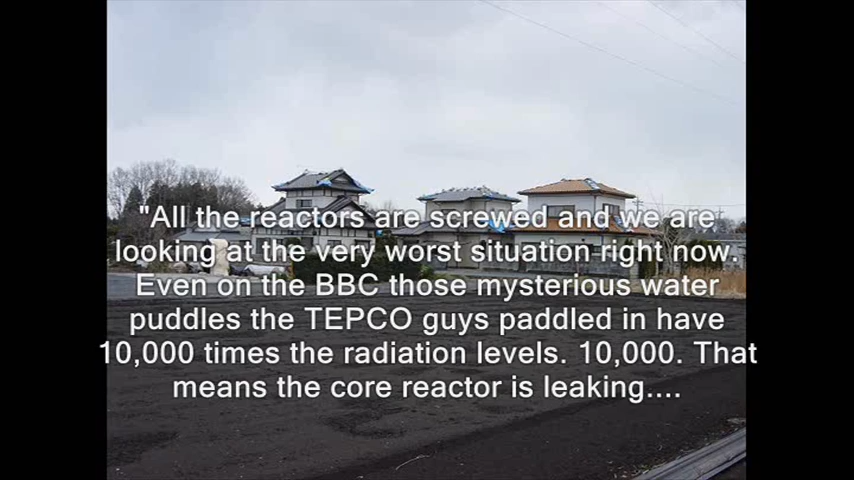 "All the reactors are screwed and we are
looking at the very worst situation right now.
Even on the BBC those mysterious water
puddles the TEPCO guys paddled in have
10,000 times the radiation levels. 10,000. That
means the core reactor is leaking....